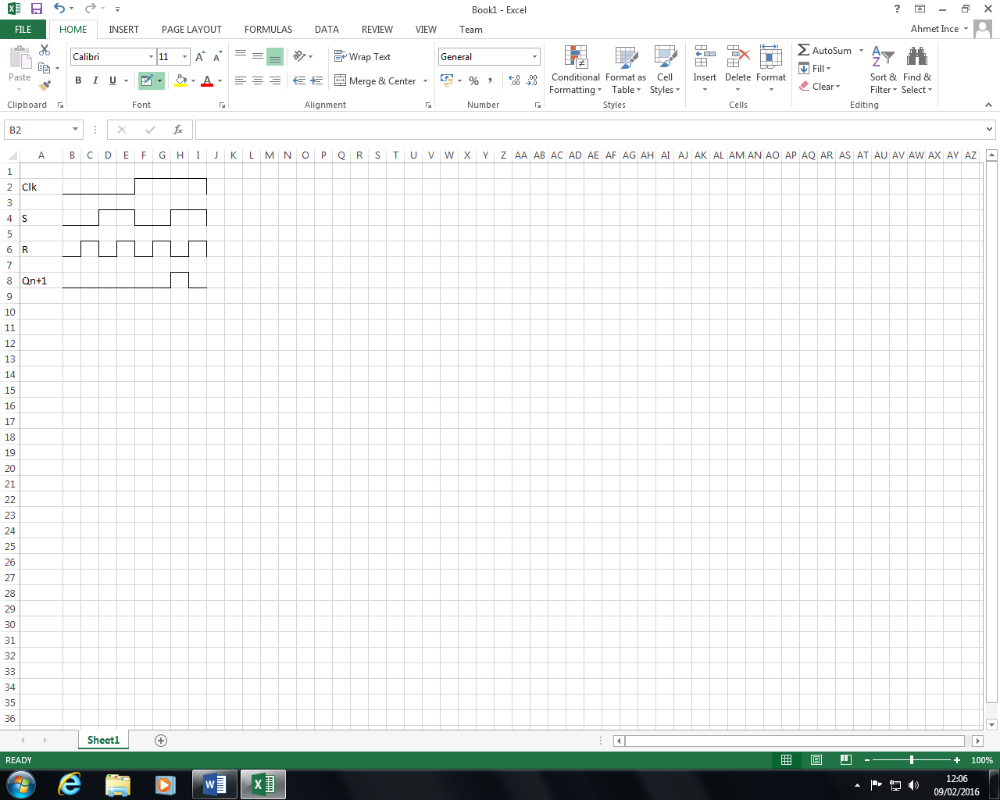 Book1 - Excel
FILE HOME INSERT PAGE LAYOUT FORMULAS DATA REVIEW VIEW Team Ahmet Ince
Paste Calibri 11 Wrap Text General Conditional Formatting Format as Table Cell Styles Insert Delete Format AutoSum Fill Clear Sort & Filter Find & Select
B I U A Merge & Center % ,
Clipboard Font Alignment Number Styles Cells Editing
B2 fx
A B C D E F G H I J K L M N O P Q R S T U V W X Y Z AA AB AC AD AE AF AG AH AI AJ AK AL AM AN AO AP AQ AR AS AT AU AV AW AX AY AZ
1
2 Clk
3
4 S
5
6 R
7
8 Qn+1
9
10
11
12
13
14
15
16
17
18
19
20
21
22
23
24
25
26
27
28
29
30
31
32
33
34
35
36
Sheet1
READY 100%
12:06
09/02/2016